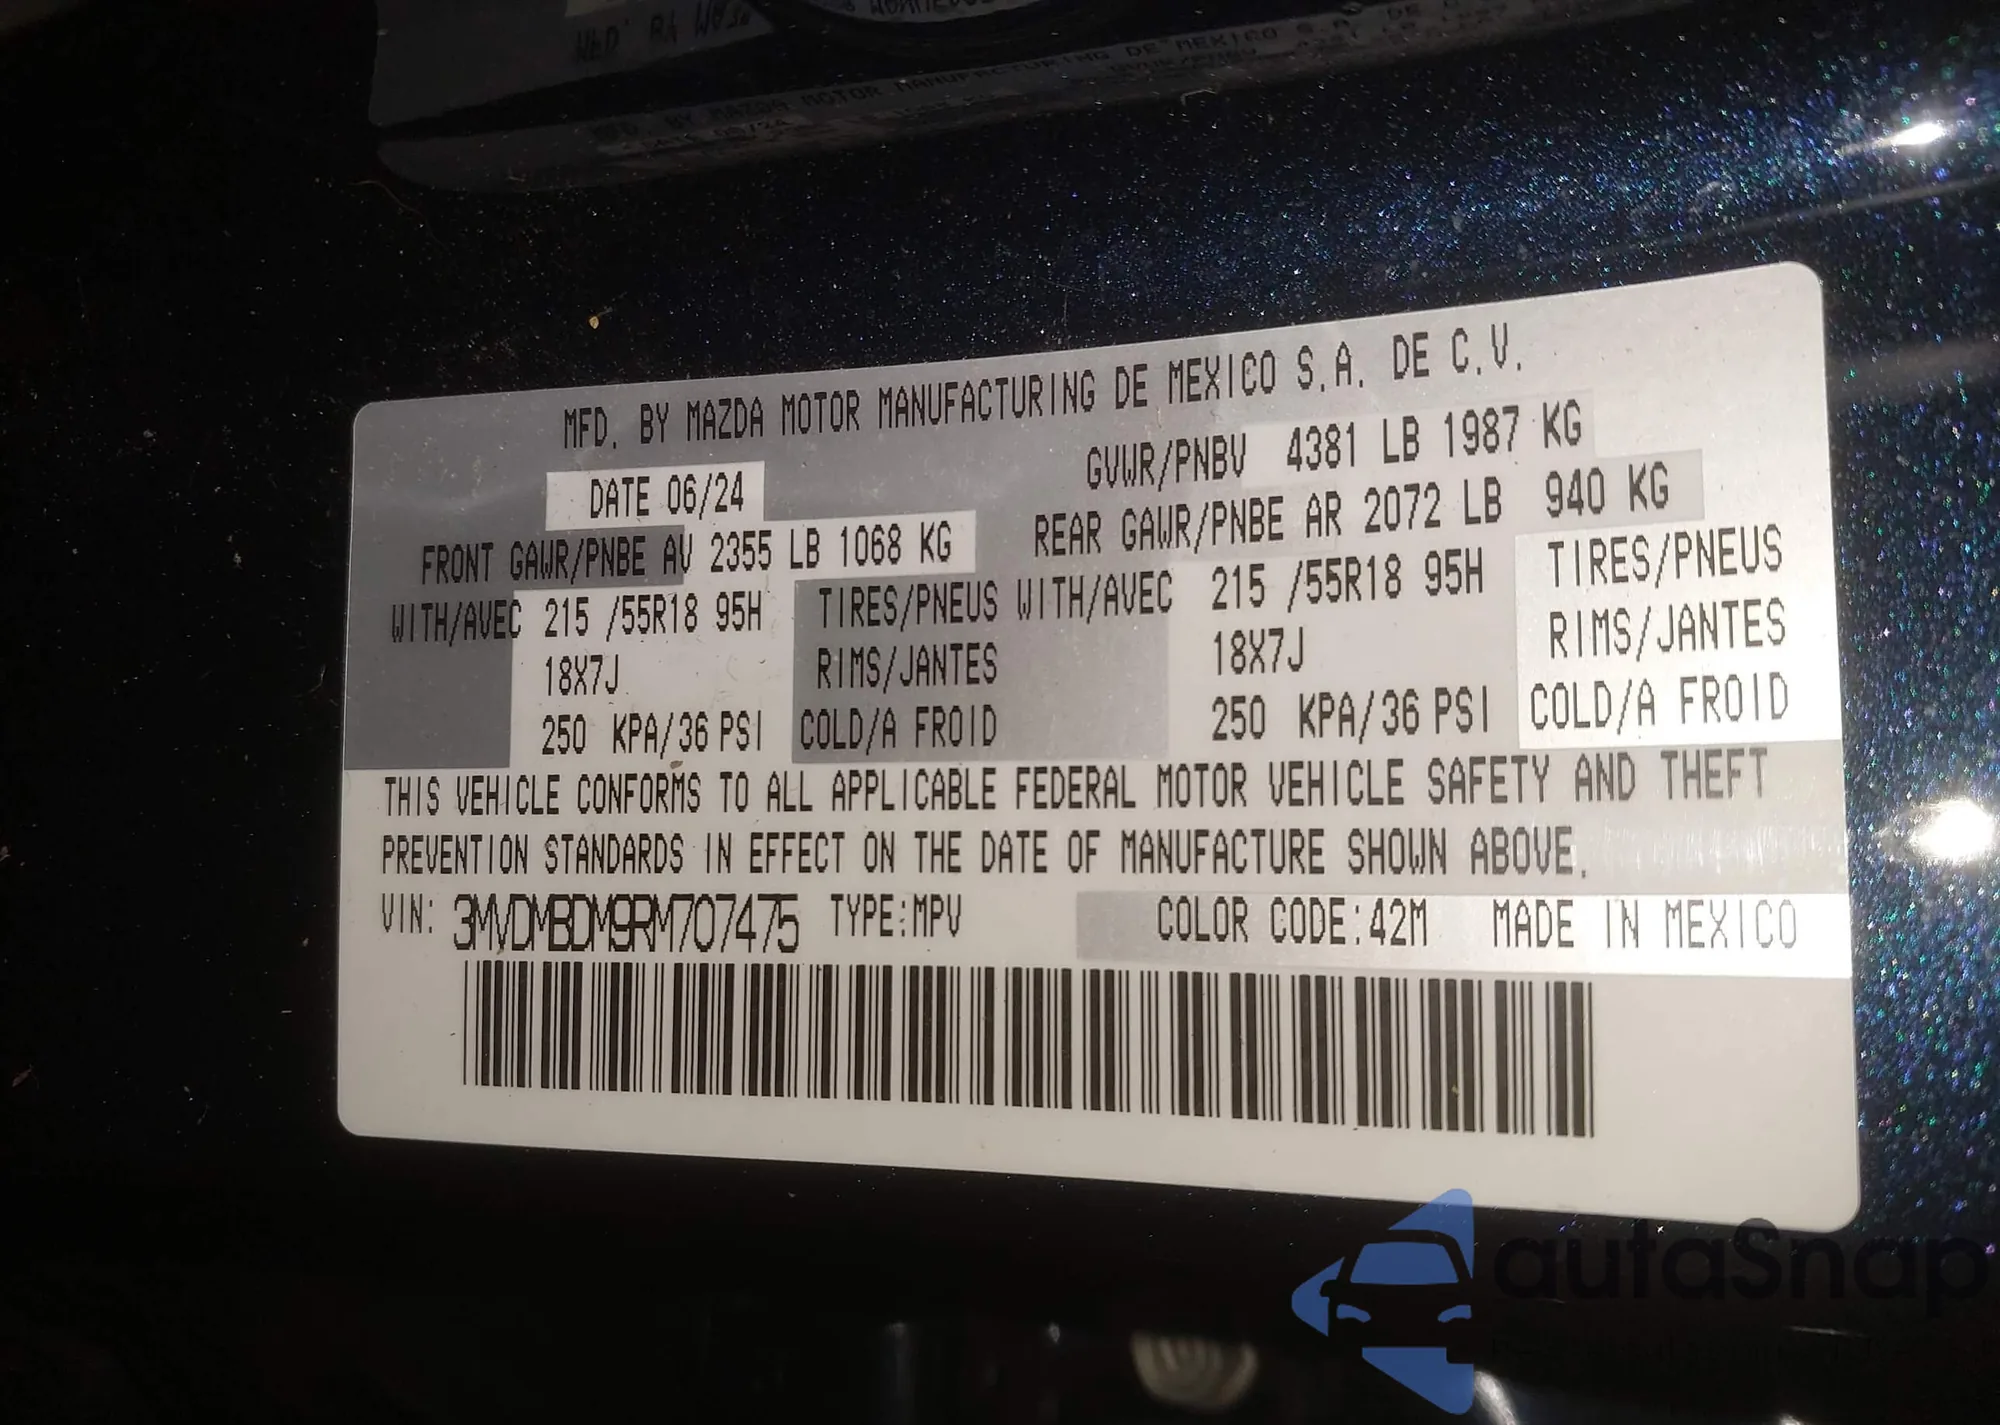 MFD. BY MAZDA MOTOR MANUFACTURING DE MEXICO S.A. DE C.V.
DATE 06/24 GVWR/PNBV 4381 LB 1987 KG
FRONT GAWR/PNBE AV 2355 LB 1068 KG REAR GAWR/PNBE AR 2072 LB 940 KG
WITH/AVEC 215 /55R18 95H TIRES/PNEUS WITH/AVEC 215 /55R18 95H TIRES/PNEUS
18X7J RIMS/JANTES 18X7J RIMS/JANTES
250 KPA/36 PSI COLD/A FROID 250 KPA/36 PSI COLD/A FROID
THIS VEHICLE CONFORMS TO ALL APPLICABLE FEDERAL MOTOR VEHICLE SAFETY AND THEFT
PREVENTION STANDARDS IN EFFECT ON THE DATE OF MANUFACTURE SHOWN ABOVE.
VIN: 3MVDMBDM9RM707475 TYPE:MPV COLOR CODE:42M MADE IN MEXICO
autaSnap